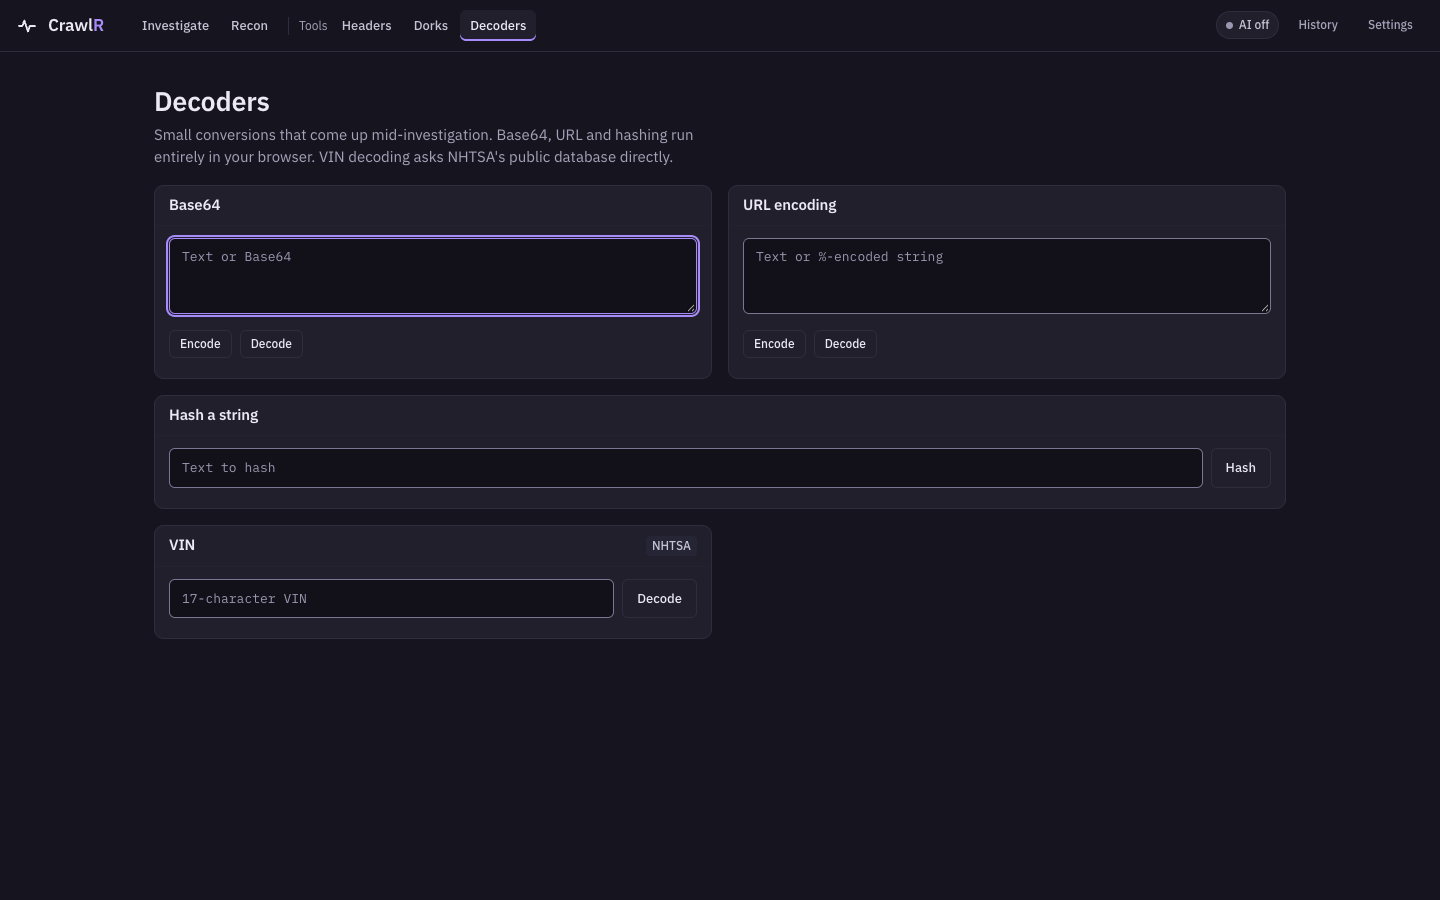 CrawlR
Investigate
Recon
Tools
Headers
Dorks
Decoders
AI off
History
Settings
Decoders
Small conversions that come up mid-investigation. Base64, URL and hashing run
entirely in your browser. VIN decoding asks NHTSA's public database directly.
Base64
Text or Base64
Encode
Decode
URL encoding
Text or %-encoded string
Encode
Decode
Hash a string
Text to hash
Hash
VIN
NHTSA
17-character VIN
Decode